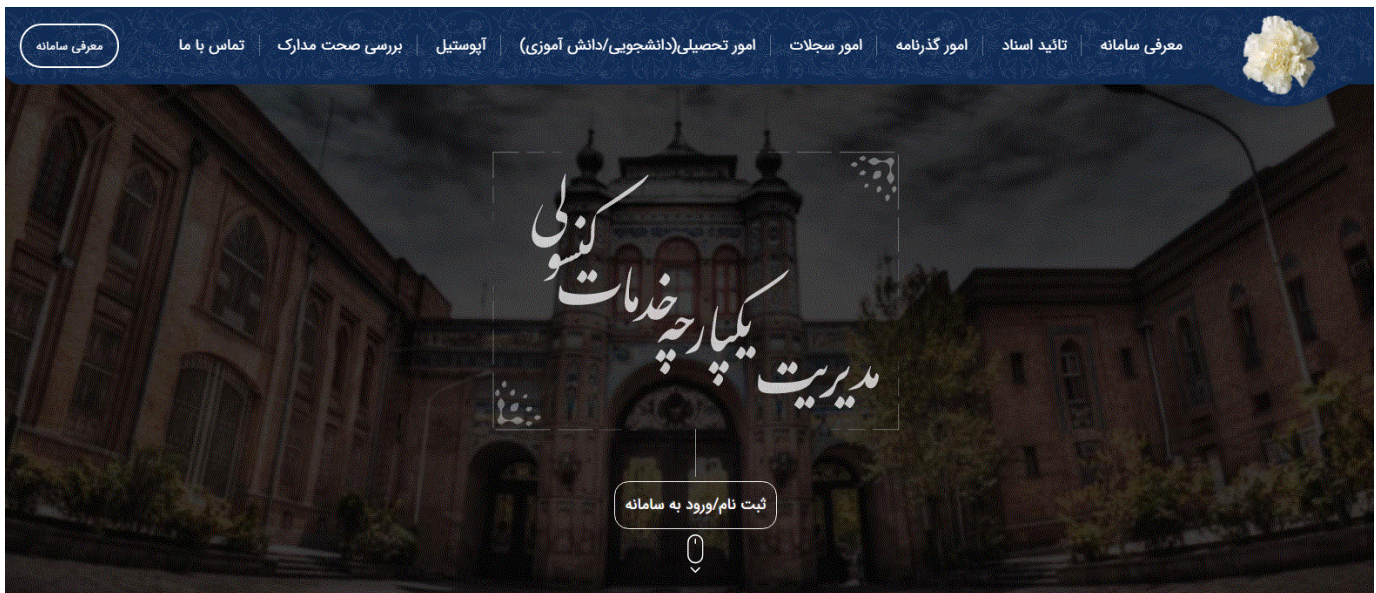 معرفی سامانه
تائید اسناد
امور گذرنامه
امور سجلات
امور تحصیلی(دانشجویی/دانش آموزی)
آپوستیل
بررسی صحت مدارک
تماس با ما
معرفی سامانه
مدیریت یکپارچه خدمات کنسولی
ثبت نام/ورود به سامانه